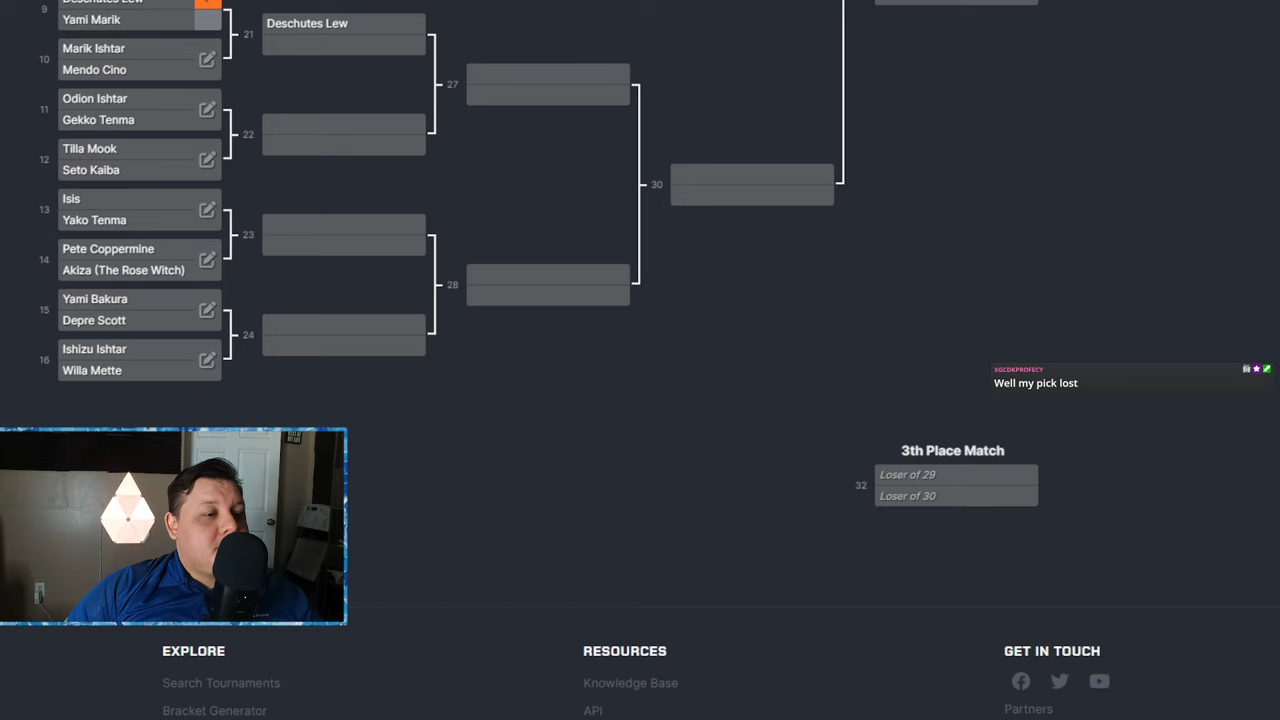 Deschutes Lew
9
Yami Marik
21
Deschutes Lew
10
Marik Ishtar
Mendo Cino
27
11
Odion Ishtar
Gekko Tenma
22
12
Tilla Mook
Seto Kaiba
30
13
Isis
Yako Tenma
23
14
Pete Coppermine
Akiza (The Rose Witch)
28
15
Yami Bakura
Depre Scott
24
16
Ishizu Ishtar
Willa Mette
XGCDKPROFECY
Well my pick lost
3th Place Match
32
Loser of 29
Loser of 30
EXPLORE
Search Tournaments
Bracket Generator
RESOURCES
Knowledge Base
API
GET IN TOUCH
Partners